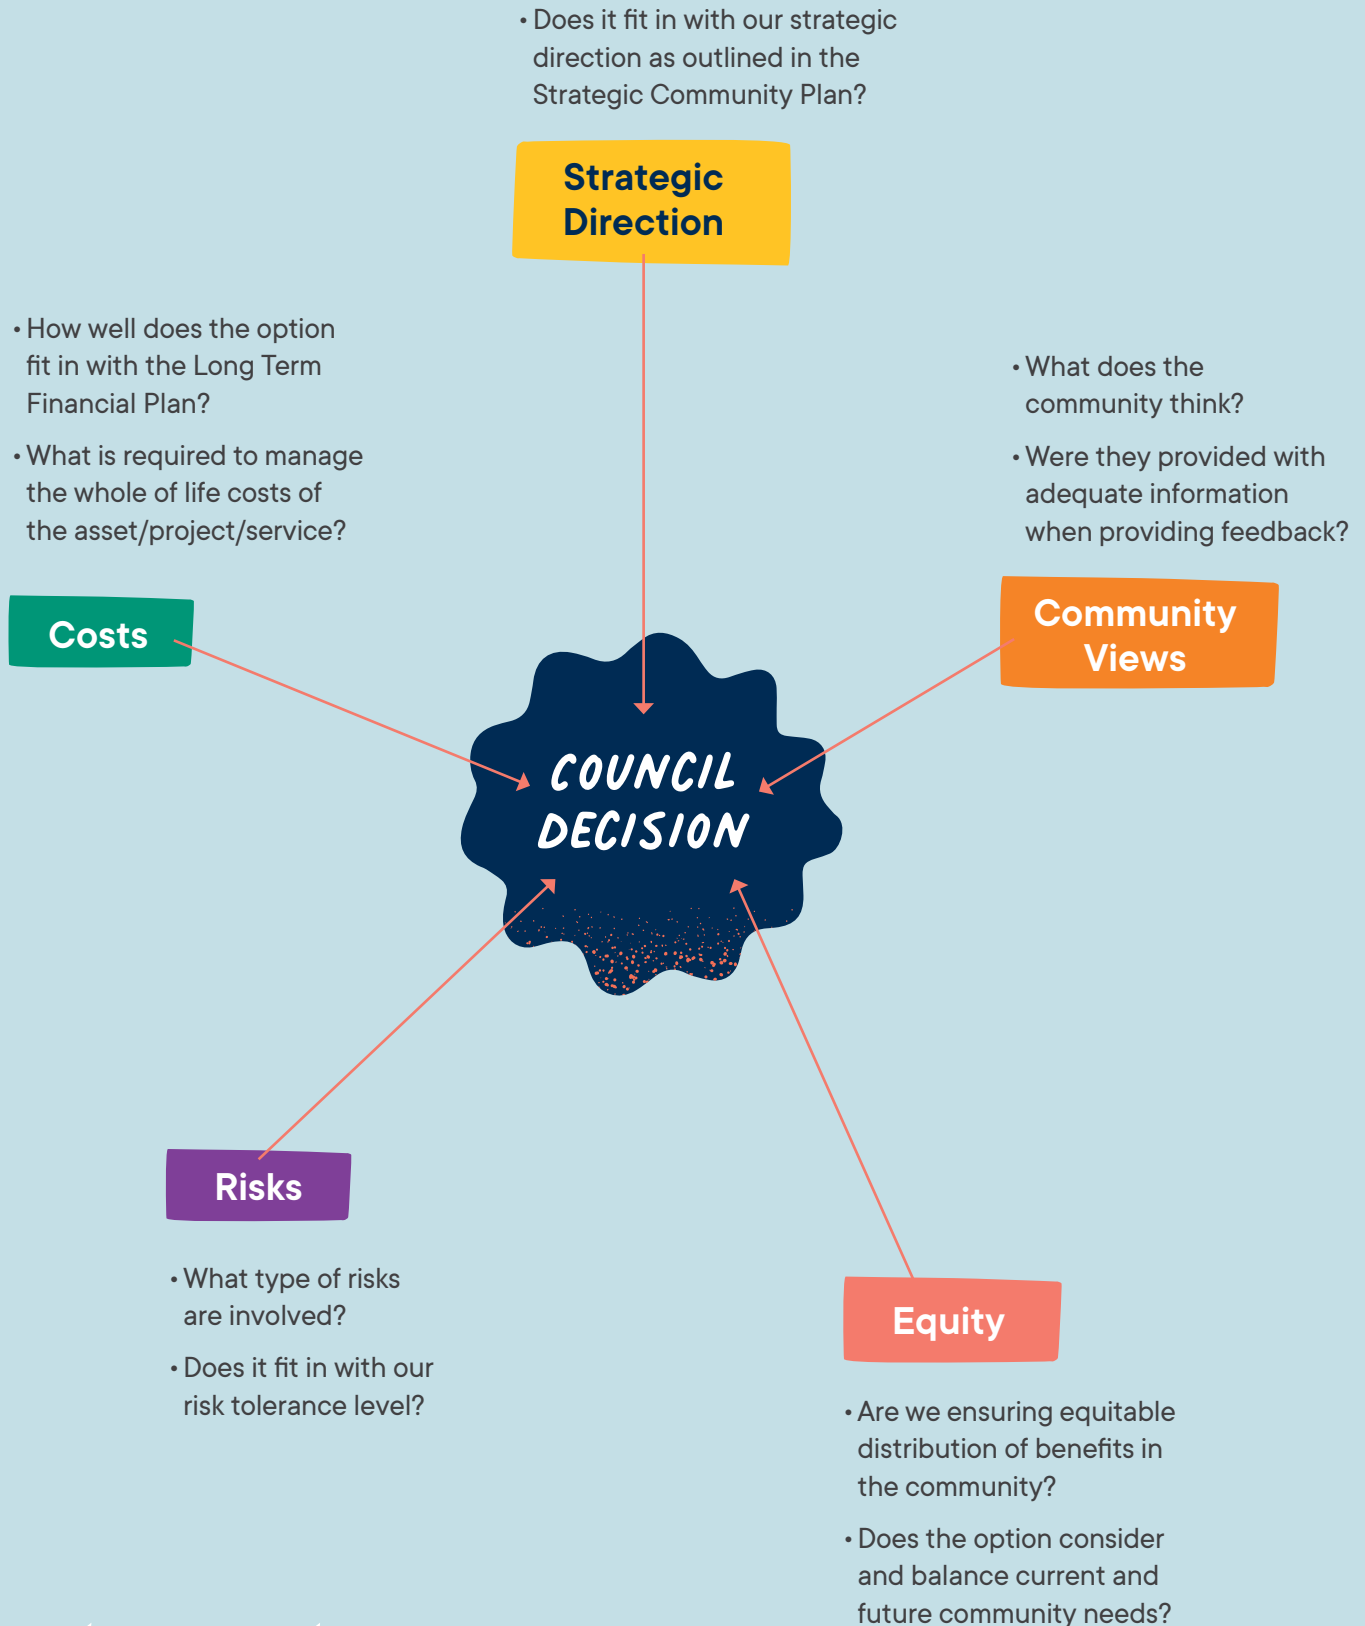 • Does it fit in with our strategic
direction as outlined in the
Strategic Community Plan?
Strategic
Direction
• How well does the option
fit in with the Long Term
Financial Plan?
• What is required to manage
the whole of life costs of
the asset/project/service?
Costs
• What does the
community think?
• Were they provided with
adequate information
when providing feedback?
Community
Views
COUNCIL
DECISION
Risks
• What type of risks
are involved?
• Does it fit in with our
risk tolerance level?
Equity
• Are we ensuring equitable
distribution of benefits in
the community?
• Does the option consider
and balance current and
future community needs?